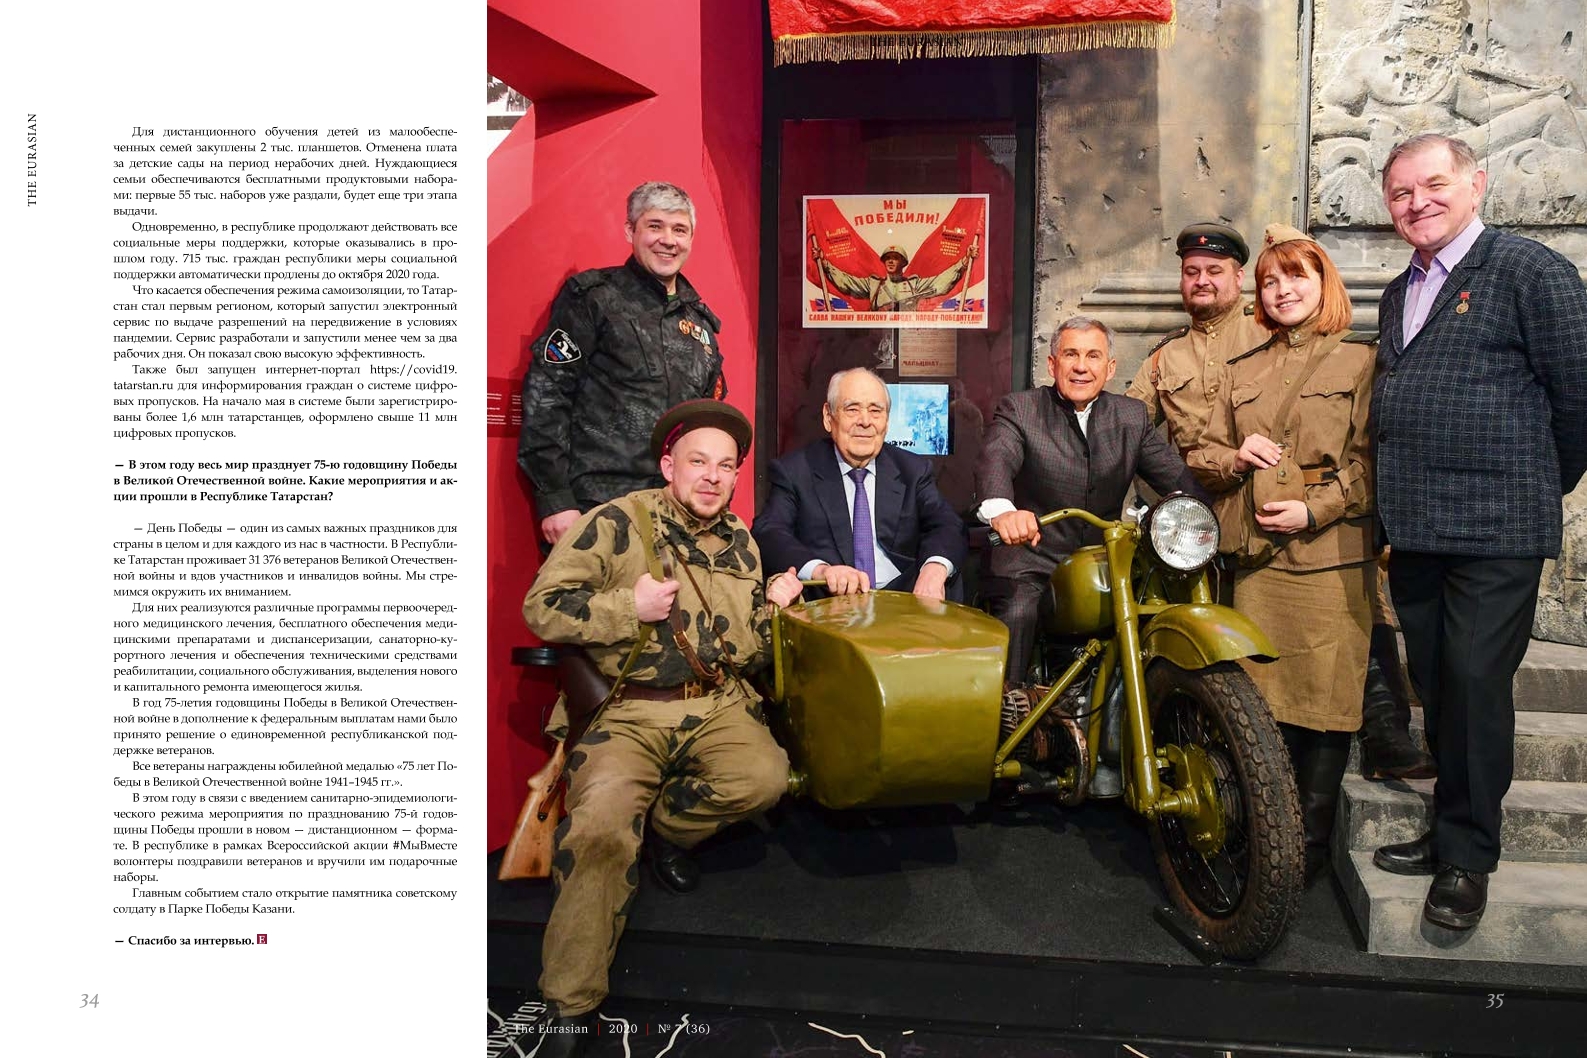 THE EURASIAN
Для дистанционного обучения детей из малообеспе-
ченных семей закуплены 2 тыс. планшетов. Отменена плата
за детские сады на период нерабочих дней. Нуждающиеся
семьи обеспечиваются бесплатными продуктовыми набора-
ми: первые 55 тыс. наборов уже раздали, будет еще три этапа
выдачи.
Одновременно, в республике продолжают действовать все
социальные меры поддержки, которые оказывались в про-
шлом году. 715 тыс. граждан республики меры социальной
поддержки автоматически продлены до октября 2020 года.
Что касается обеспечения режима самоизоляции, то Татар-
стан стал первым регионом, который запустил электронный
сервис по выдаче разрешений на передвижение в условиях
пандемии. Сервис разработали и запустили менее чем за два
рабочих дня. Он показал свою высокую эффективность.
Также был запущен интернет-портал https://covid19.
tatarstan.ru для информирования граждан о системе цифро-
вых пропусков. На начало мая в системе были зарегистриро-
ваны более 1,6 млн татарстанцев, оформлено свыше 11 млн
цифровых пропусков.
— В этом году весь мир празднует 75-ю годовщину Победы
в Великой Отечественной войне. Какие мероприятия и ак-
ции прошли в Республике Татарстан?
— День Победы — один из самых важных праздников для
страны в целом и для каждого из нас в частности. В Республи-
ке Татарстан проживает 31 376 ветеранов Великой Отечествен-
ной войны и вдов участников и инвалидов войны. Мы стре-
мимся окружить их вниманием.
Для них реализуются различные программы первоочеред-
ного медицинского лечения, бесплатного обеспечения меди-
цинскими препаратами и диспансеризации, санаторно-ку-
рортного лечения и обеспечения техническими средствами
реабилитации, социального обслуживания, выделения нового
и капитального ремонта имеющегося жилья.
В год 75-летия годовщины Победы в Великой Отечествен-
ной войне в дополнение к федеральным выплатам нами было
принято решение о единовременной республиканской под-
держке ветеранов.
Все ветераны награждены юбилейной медалью «75 лет По-
беды в Великой Отечественной войне 1941–1945 гг.».
В этом году в связи с введением санитарно-эпидемиологи-
ческого режима мероприятия по празднованию 75-й годов-
щины Победы прошли в новом — дистанционном — форма-
те. В республике в рамках Всероссийской акции #МыВместе
волонтеры поздравили ветеранов и вручили им подарочные
наборы.
Главным событием стало открытие памятника советскому
солдату в Парке Победы Казани.
— Спасибо за интервью. E
34
THE EURASIAN
МЫ
ПОБЕДИЛИ!
СЛАВА НАШЕМУ ВЕЛИКОМУ НАРОДУ, НАРОДУ-ПОБЕДИТЕЛЮ!
The Eurasian | 2020 | № 7 (36)
35